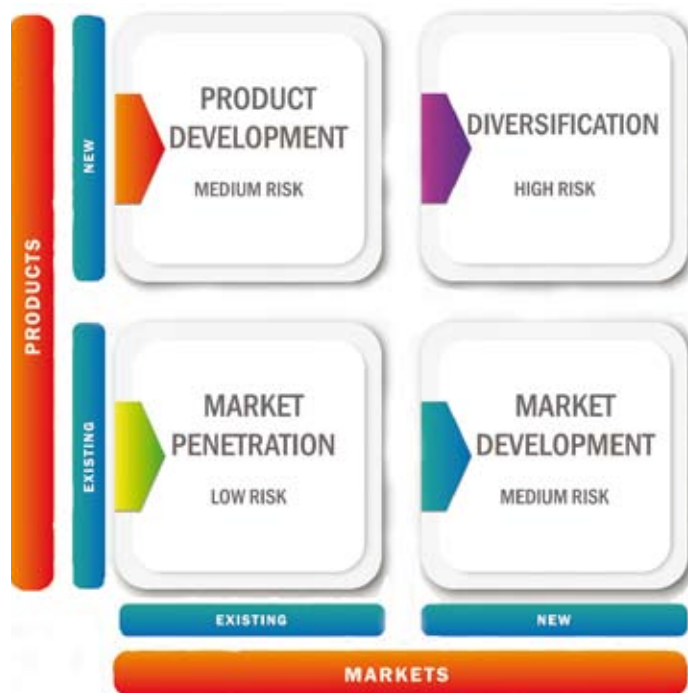 PRODUCTS
NEW
PRODUCT
DEVELOPMENT
MEDIUM RISK
DIVERSIFICATION
HIGH RISK
EXISTING
MARKET
PENETRATION
LOW RISK
MARKET
DEVELOPMENT
MEDIUM RISK
EXISTING
NEW
MARKETS